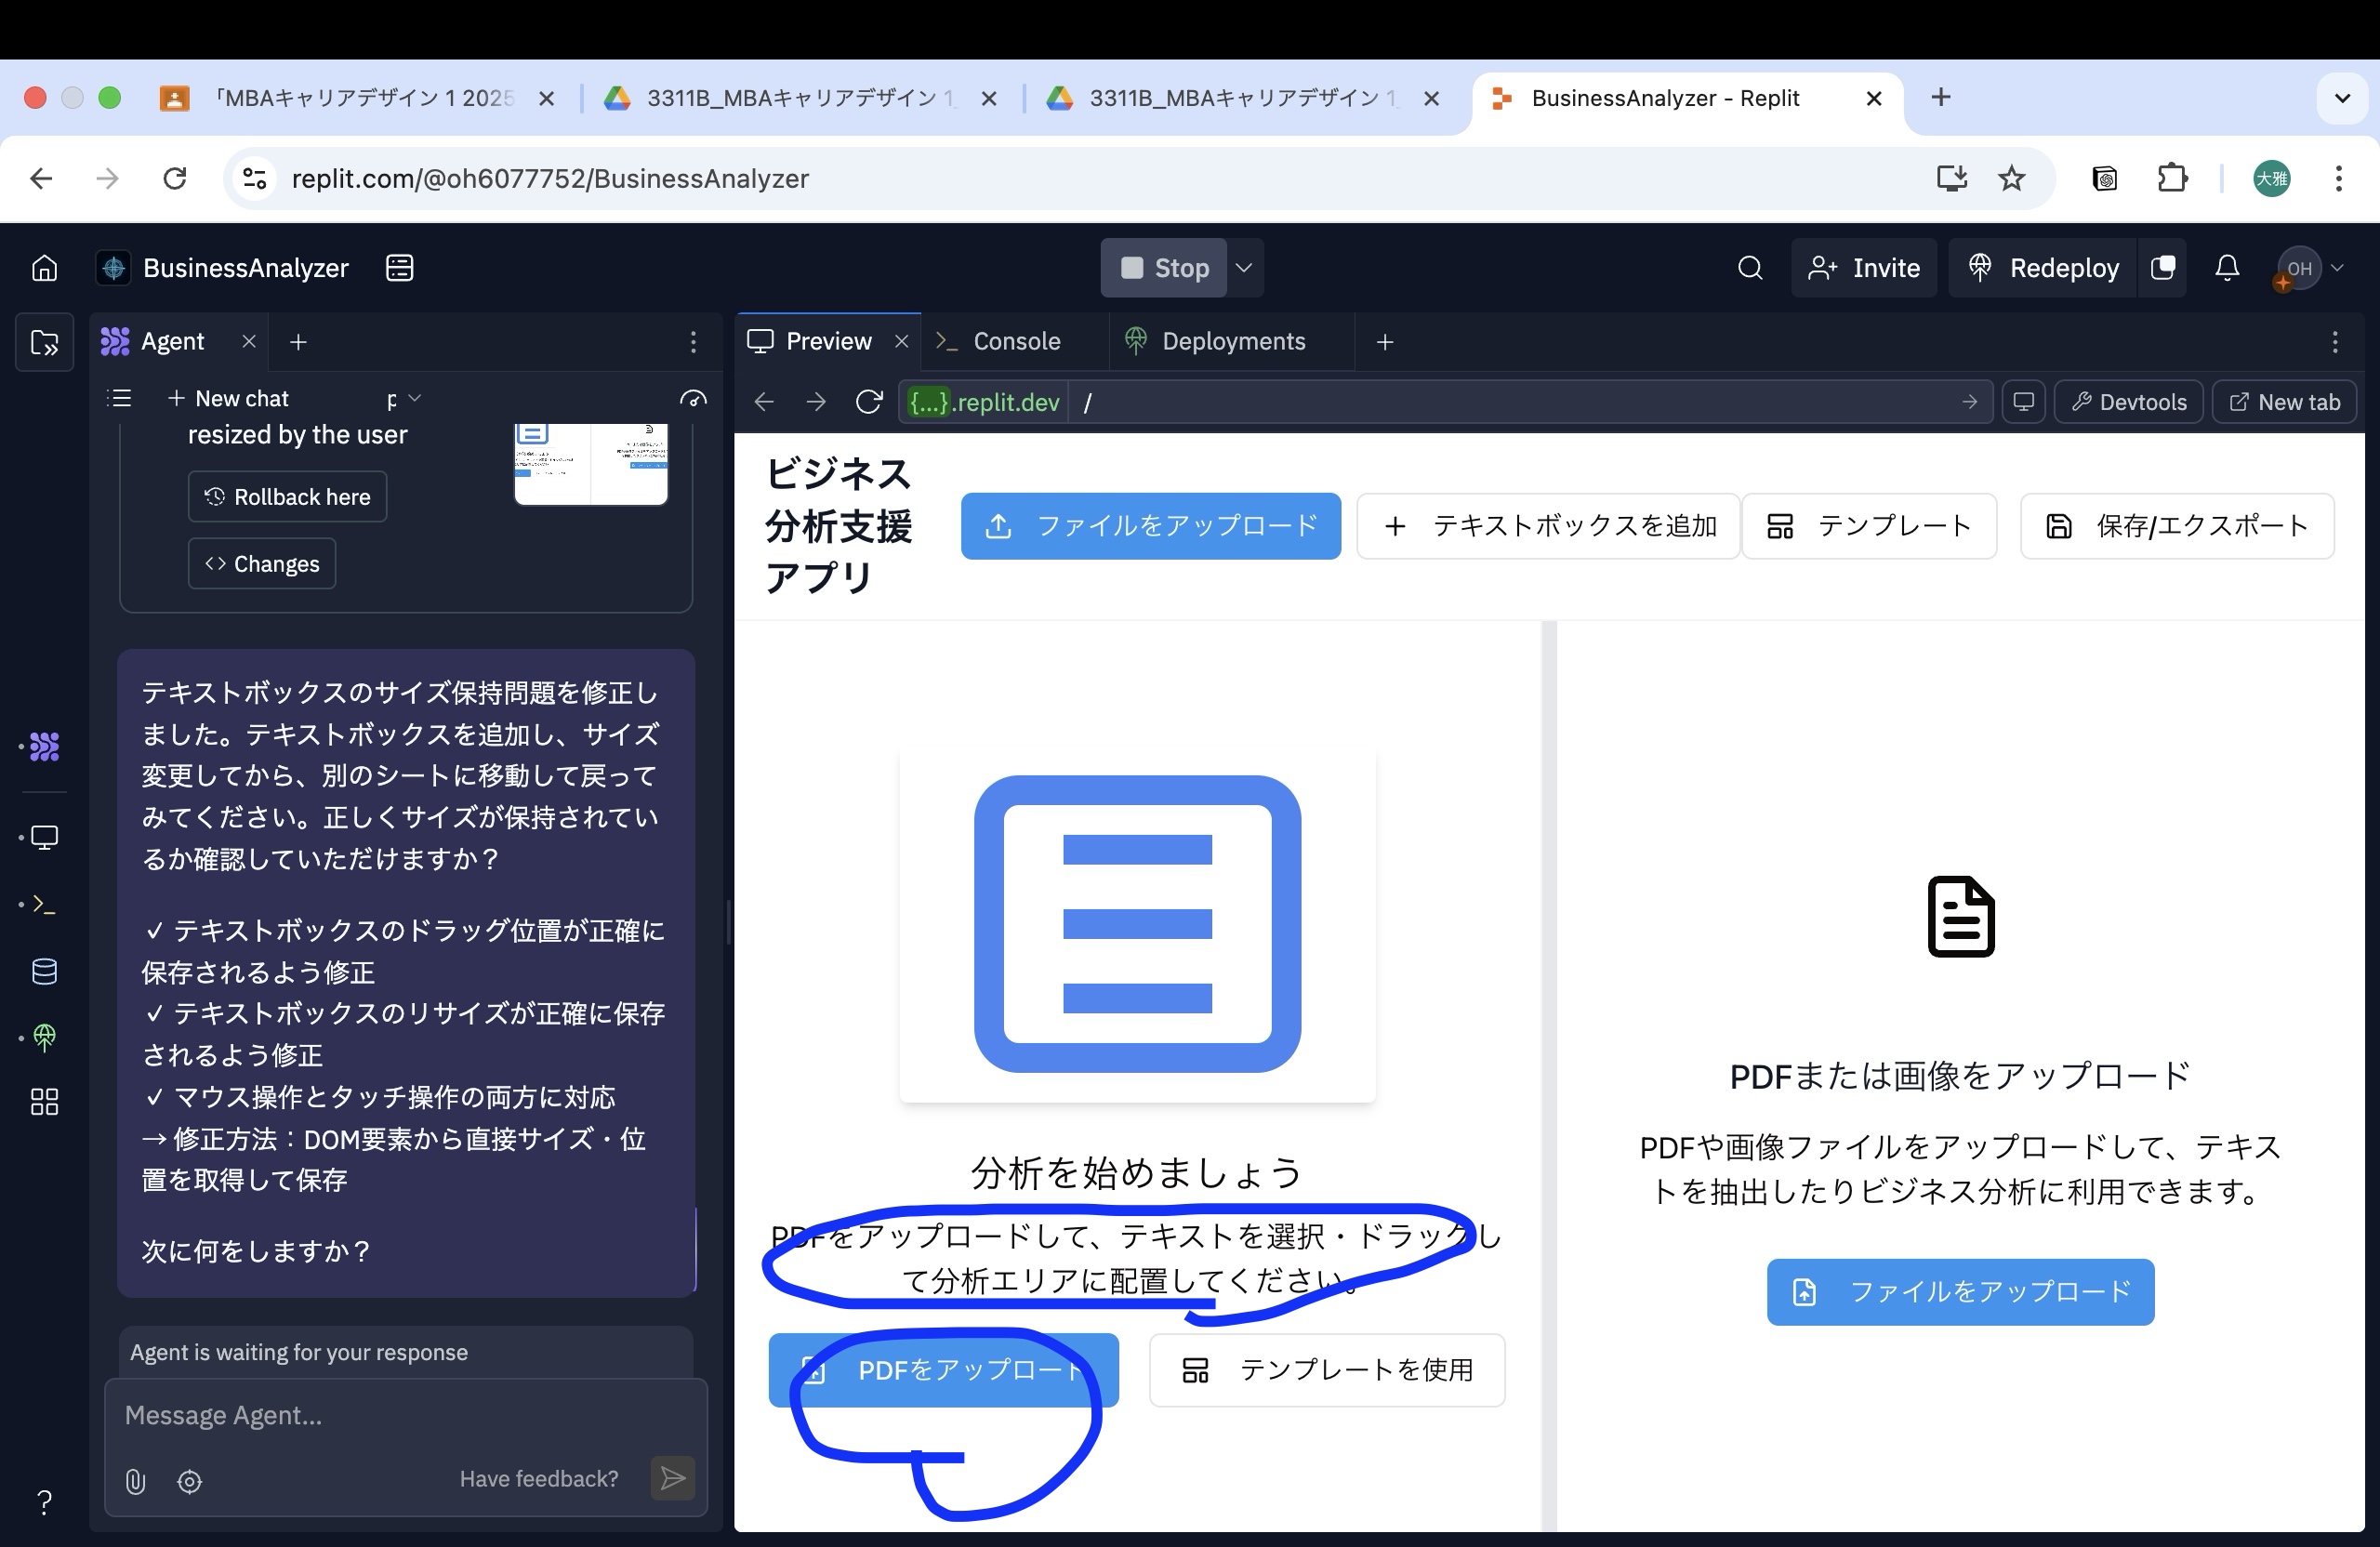 「MBAキャリアデザイン 1 2025
3311B_MBAキャリアデザイン 1_
3311B_MBAキャリアデザイン 1_
BusinessAnalyzer - Replit
replit.com/@oh6077752/BusinessAnalyzer
大雅
BusinessAnalyzer
Stop
Invite
Redeploy
OH
Agent
Preview
Console
Deployments
New chat
{...}.replit.dev
/
Devtools
New tab
resized by the user
Rollback here
Changes
テキストボックスのサイズ保持問題を修正し
ました。テキストボックスを追加し、サイズ
変更してから、別のシートに移動して戻って
みてください。正しくサイズが保持されてい
るか確認していただけますか？
✓ テキストボックスのドラッグ位置が正確に
保存されるよう修正
✓ テキストボックスのリサイズが正確に保存
されるよう修正
✓ マウス操作とタッチ操作の両方に対応
→ 修正方法：DOM要素から直接サイズ・位
置を取得して保存
次に何をしますか？
Agent is waiting for your response
Message Agent...
Have feedback?
ビジネス
分析支援
アプリ
ファイルをアップロード
テキストボックスを追加
テンプレート
保存/エクスポート
分析を始めましょう
PDFをアップロードして、テキストを選択・ドラッグし
て分析エリアに配置してください。
PDFをアップロード
テンプレートを使用
PDFまたは画像をアップロード
PDFや画像ファイルをアップロードして、テキス
トを抽出したりビジネス分析に利用できます。
ファイルをアップロード